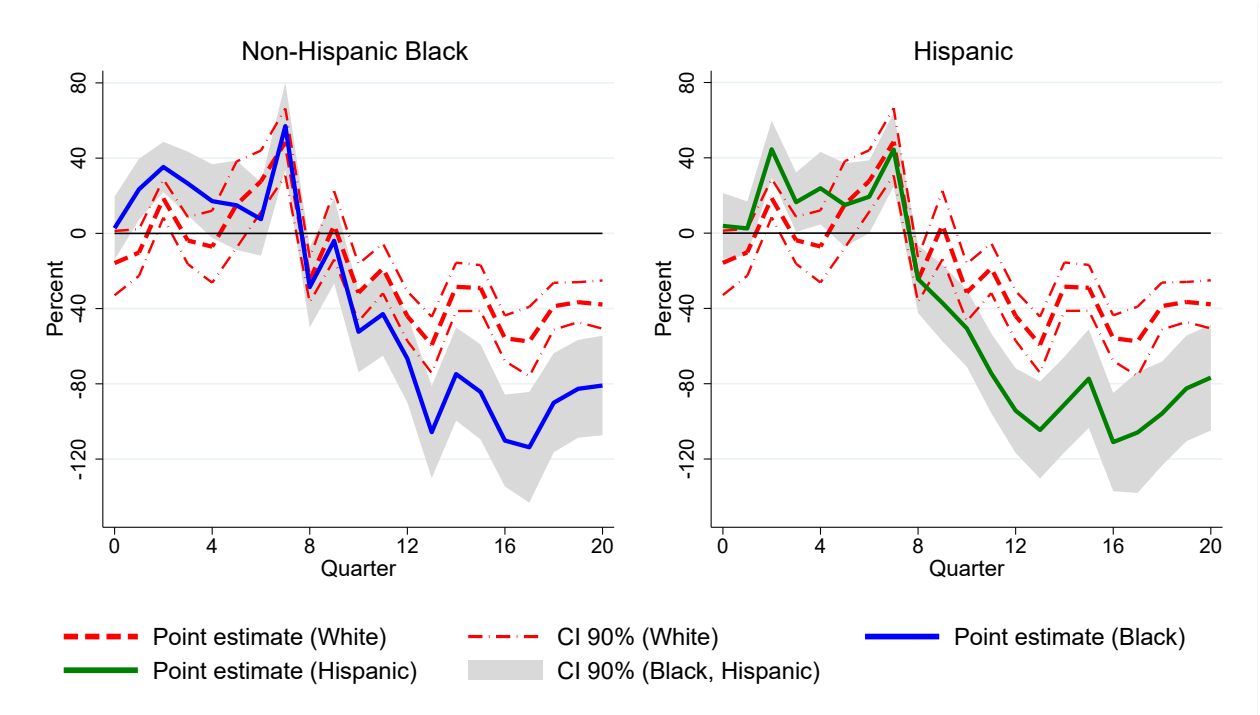 Non-Hispanic Black
Percent
80
40
0
-40
-80
-120
0 4 8 12 16 20
Quarter
Hispanic
Percent
80
40
0
-40
-80
-120
0 4 8 12 16 20
Quarter
Point estimate (White) CI 90% (White) Point estimate (Black)
Point estimate (Hispanic) CI 90% (Black, Hispanic)